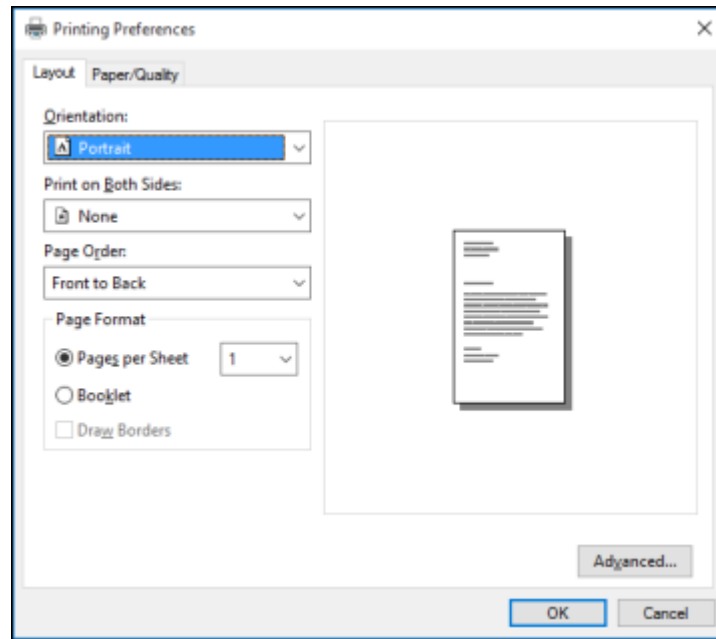 Printing Preferences
Layout Paper/Quality
Orientation:
Portrait
Print on Both Sides:
None
Page Order:
Front to Back
Page Format
Pages per Sheet 1
Booklet
Draw Borders
Advanced...
OK Cancel